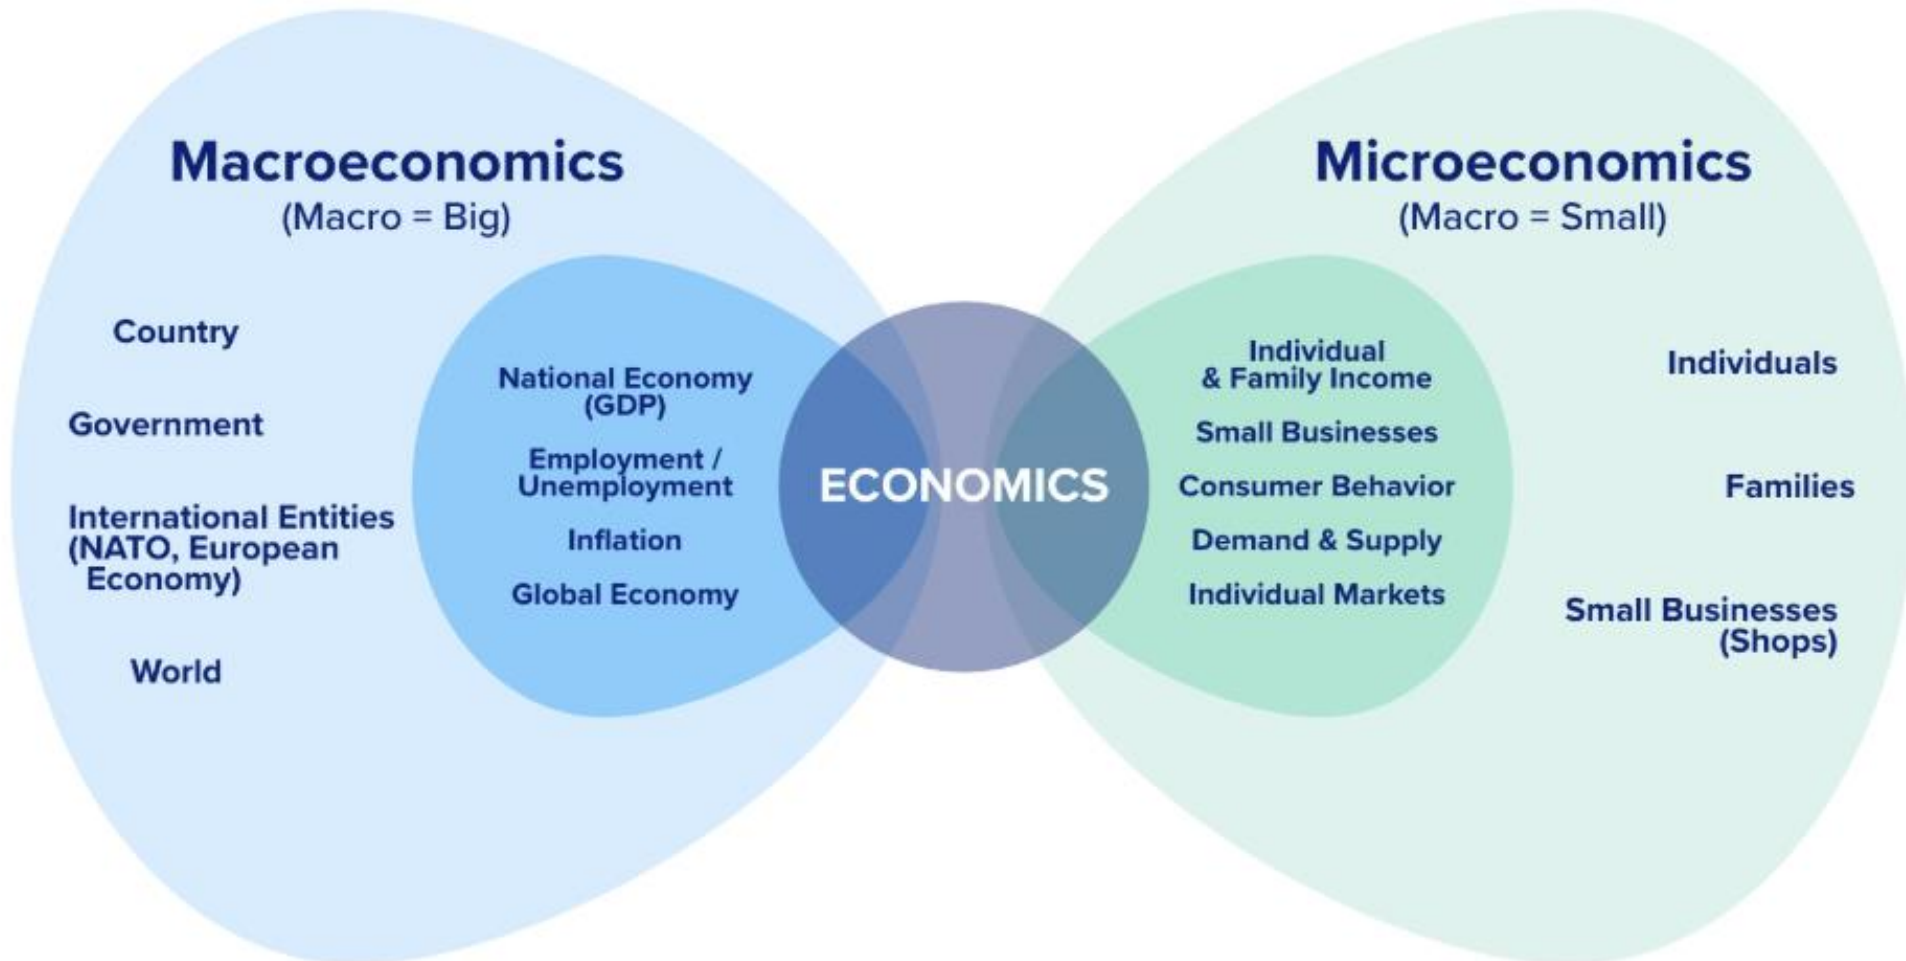 Macroeconomics
(Macro = Big)
Country
Government
International Entities
(NATO, European
Economy)
World
National Economy
(GDP)
Employment /
Unemployment
Inflation
Global Economy
ECONOMICS
Microeconomics
(Macro = Small)
Individual
& Family Income
Small Businesses
Consumer Behavior
Demand & Supply
Individual Markets
Individuals
Families
Small Businesses
(Shops)